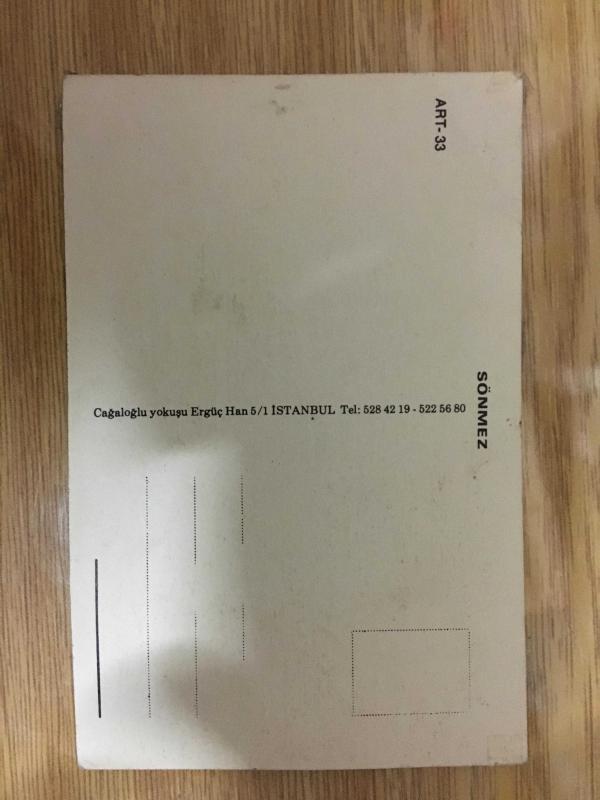 ART- 33
SÖNMEZ
Cağaloğlu yokuşu Ergüç Han 5/1 İSTANBUL Tel: 528 42 19 - 522 56 80